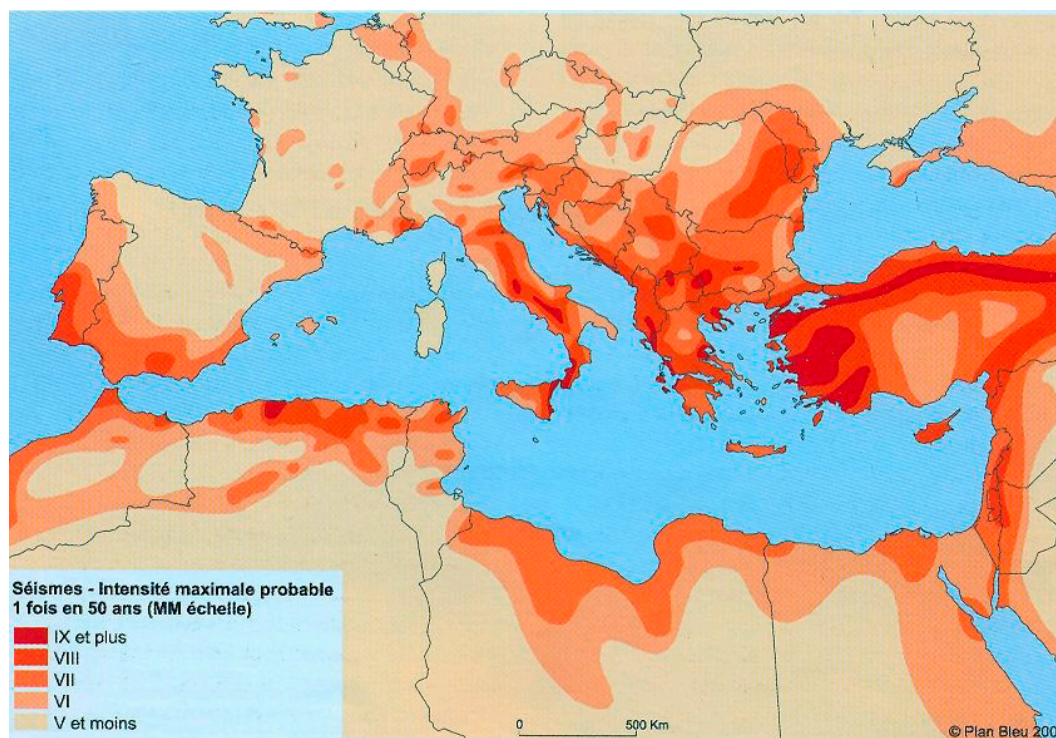 Séismes - Intensité maximale probable
1 fois en 50 ans (MM échelle)
IX et plus
VIII
VII
VI
V et moins
0 500 Km
© Plan Bleu 200